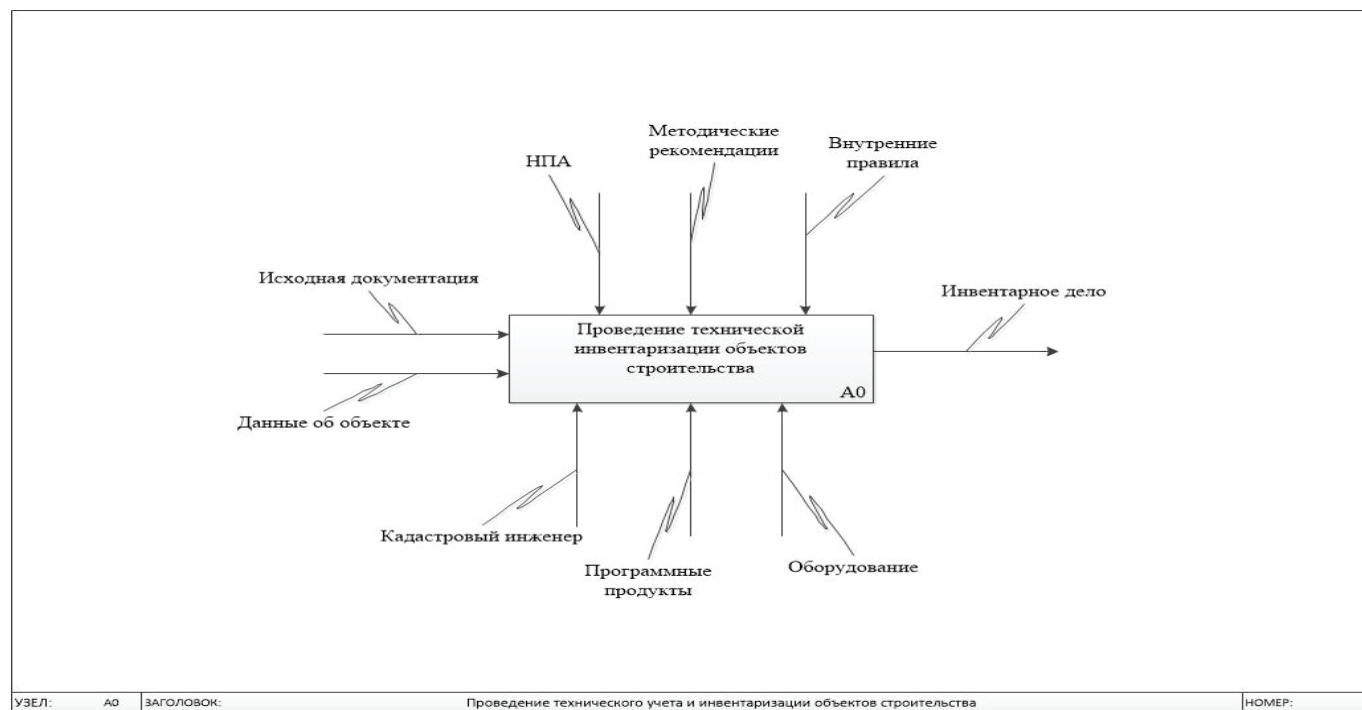 Методические
рекомендации
Внутренние
правила
НПА
Исходная документация
Инвентарное дело
Проведение технической
инвентаризации объектов
строительства
A0
Данные об объекте
Кадастровый инженер
Программные
продукты
Оборудование
УЗЕЛ: A0 ЗАГОЛОВОК: Проведение технического учета и инвентаризации объектов строительства НОМЕР: